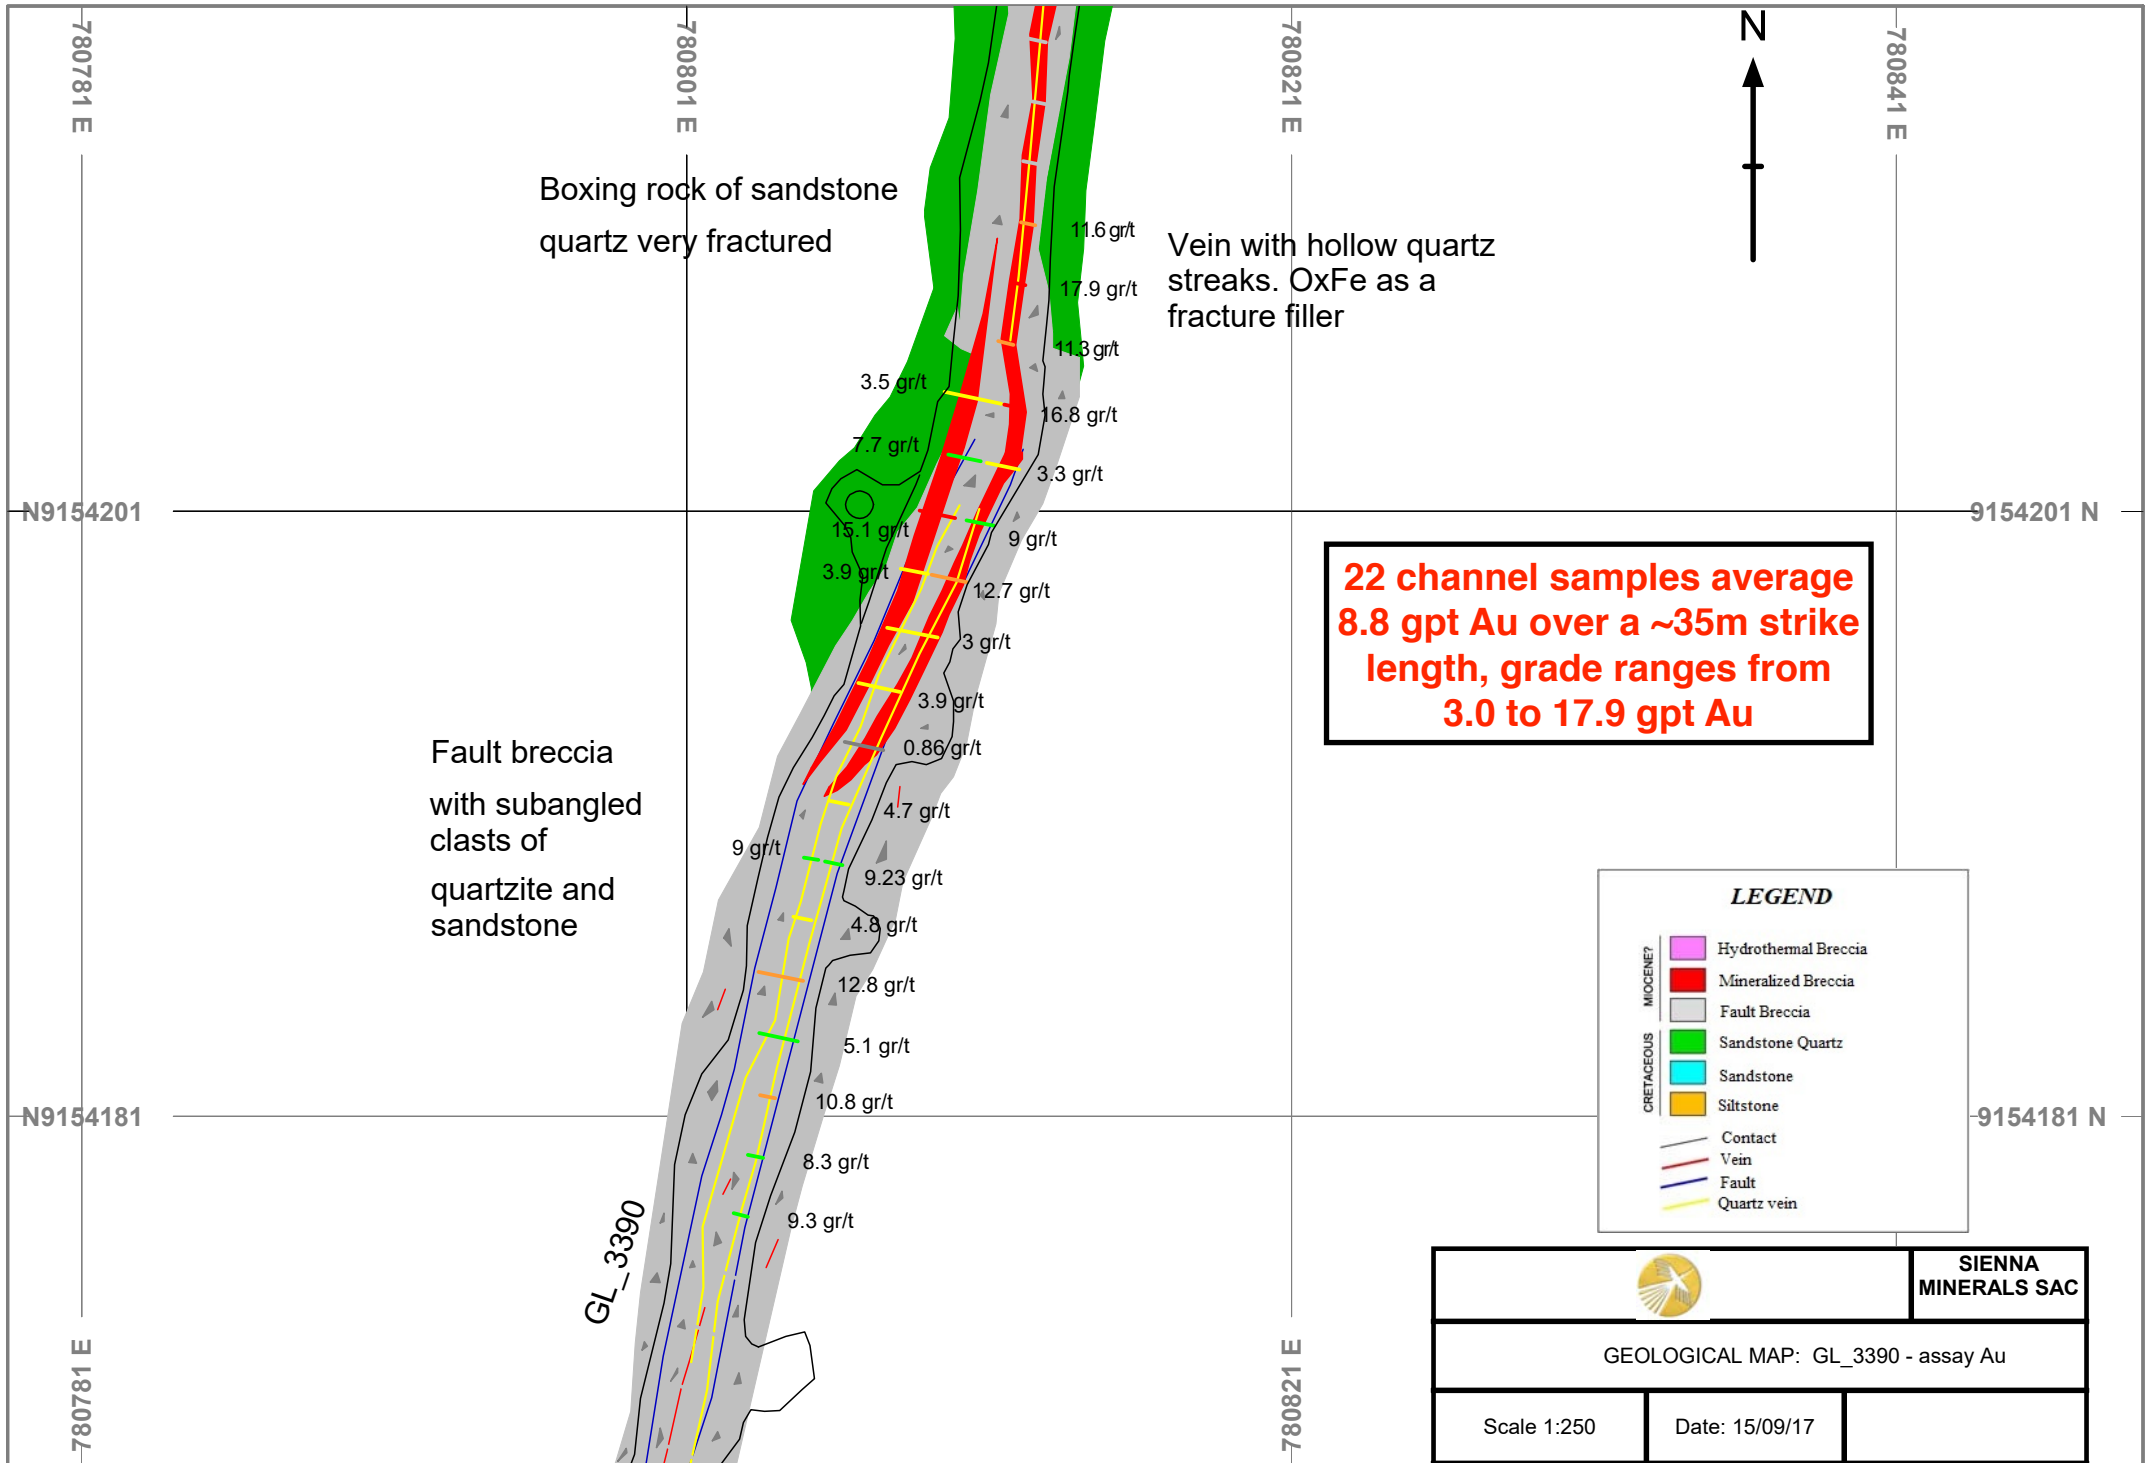 780781 E
780801 E
780821 E
780841 E
N
Boxing rock of sandstone
quartz very fractured
Vein with hollow quartz
streaks. OxFe as a
fracture filler
11.6 gr/t
17.9 gr/t
11.3 gr/t
3.5 gr/t
16.8 gr/t
7.7 gr/t
3.3 gr/t
N9154201
9154201 N
15.1 gr/t
9 gr/t
3.9 gr/t
12.7 gr/t
3 gr/t
3.9 gr/t
0.86 gr/t
4.7 gr/t
9 gr/t
9.23 gr/t
4.8 gr/t
12.8 gr/t
5.1 gr/t
10.8 gr/t
8.3 gr/t
9.3 gr/t
22 channel samples average
8.8 gpt Au over a ~35m strike
length, grade ranges from
3.0 to 17.9 gpt Au
Fault breccia
with subangled
clasts of
quartzite and
sandstone
N9154181
9154181 N
GL_3390
LEGEND
MIOCENE?
Hydrothermal Breccia
Mineralized Breccia
Fault Breccia
CRETACEOUS
Sandstone Quartz
Sandstone
Siltstone
Contact
Vein
Fault
Quartz vein
780781 E
780821 E
SIENNA
MINERALS SAC
GEOLOGICAL MAP: GL_3390 - assay Au
Scale 1:250
Date: 15/09/17